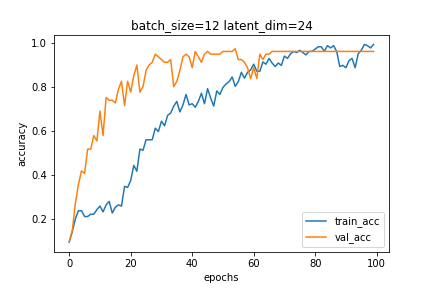 batch_size=12 latent_dim=24
accuracy
1.0
0.8
0.6
0.4
0.2
0 20 40 60 80 100
epochs
train_acc
val_acc